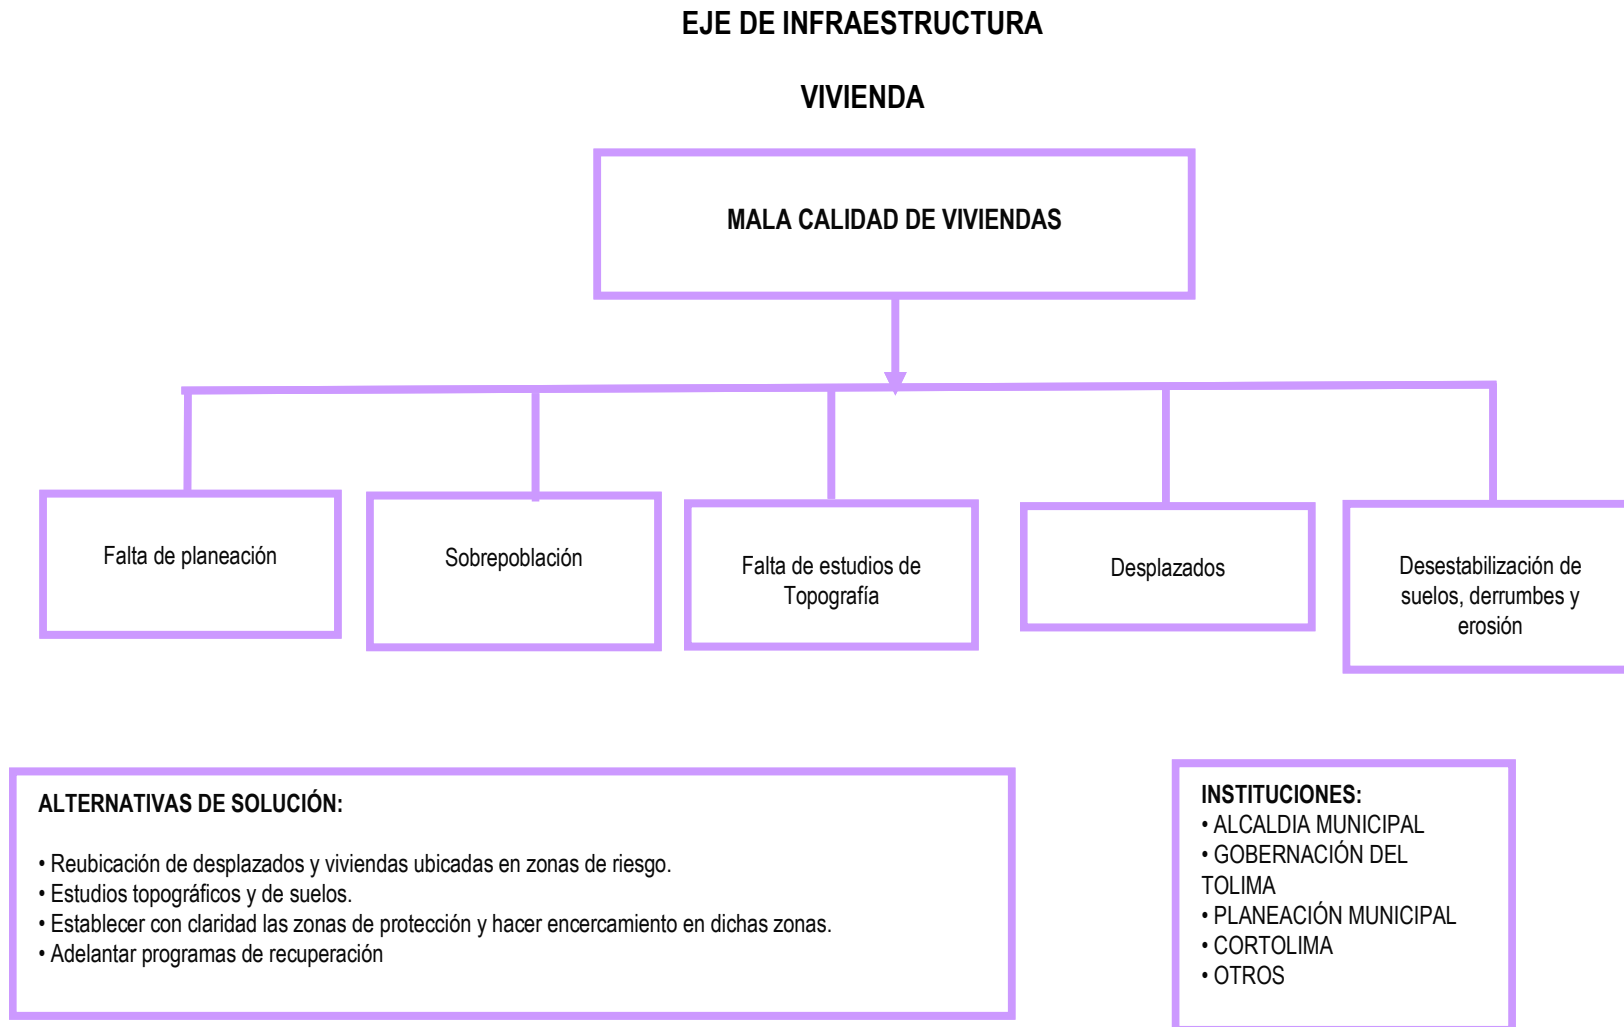 EJE DE INFRAESTRUCTURA
VIVIENDA
MALA CALIDAD DE VIVIENDAS
Falta de planeación
Sobrepoblación
Falta de estudios de
Topografía
Desplazados
Desestabilización de
suelos, derrumbes y
erosión
ALTERNATIVAS DE SOLUCIÓN:
• Reubicación de desplazados y viviendas ubicadas en zonas de riesgo.
• Estudios topográficos y de suelos.
• Establecer con claridad las zonas de protección y hacer encercamiento en dichas zonas.
• Adelantar programas de recuperación
INSTITUCIONES:
• ALCALDIA MUNICIPAL
• GOBERNACIÓN DEL
TOLIMA
• PLANEACIÓN MUNICIPAL
• CORTOLIMA
• OTROS